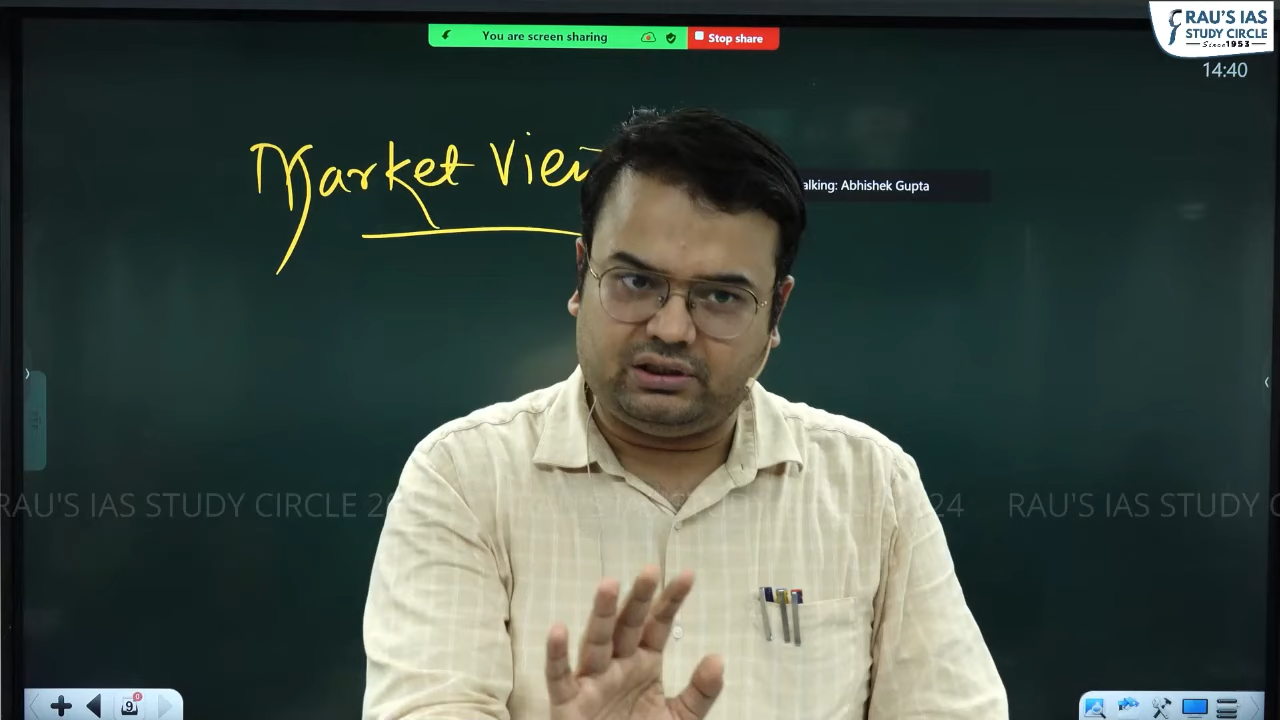 You are screen sharing Stop share
RAU'S IAS
STUDY CIRCLE
Since 1953
14:40
Market Vie
alking: Abhishek Gupta
RAU'S IAS STUDY CIRCLE 2 24 RAU'S IAS STUDY C
9
0